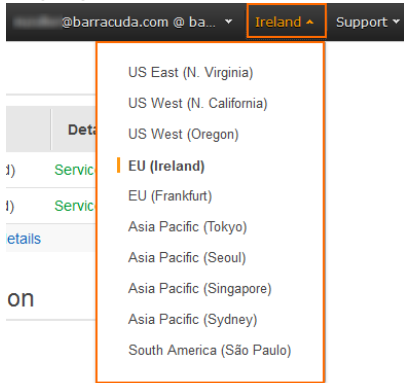 @barracuda.com @ ba... Ireland Support
US East (N. Virginia)
US West (N. California)
Deta
US West (Oregon)
d) Servic
EU (Ireland)
EU (Frankfurt)
d) Servic
Asia Pacific (Tokyo)
etails
Asia Pacific (Seoul)
Asia Pacific (Singapore)
on
Asia Pacific (Sydney)
South America (São Paulo)